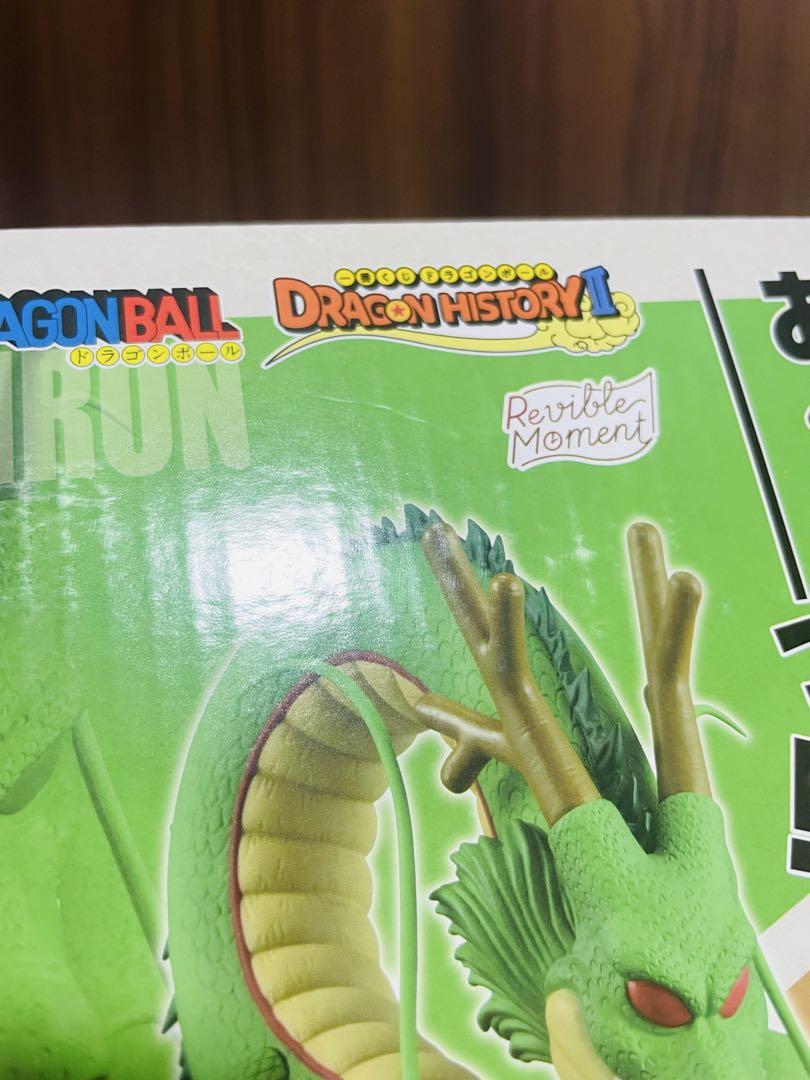 AGONBALL
ドラゴンボール
一番くじ ドラゴンボール
DRAGON HISTORY II
Revible
Moment
RON